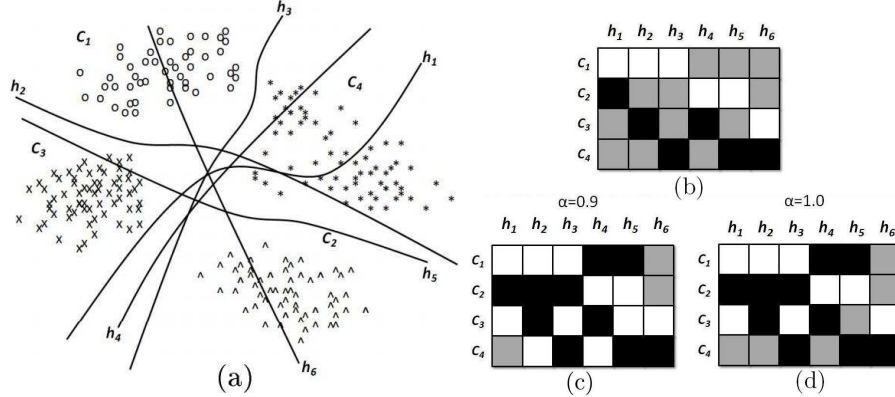 C1
h3
h1
C4
h2
C3
C2
h5
h4
h6
(a)
h1 h2 h3 h4 h5 h6
C1
C2
C3
C4
(b)
α=0.9
h1 h2 h3 h4 h5 h6
C1
C2
C3
C4
(c)
α=1.0
h1 h2 h3 h4 h5 h6
C1
C2
C3
C4
(d)